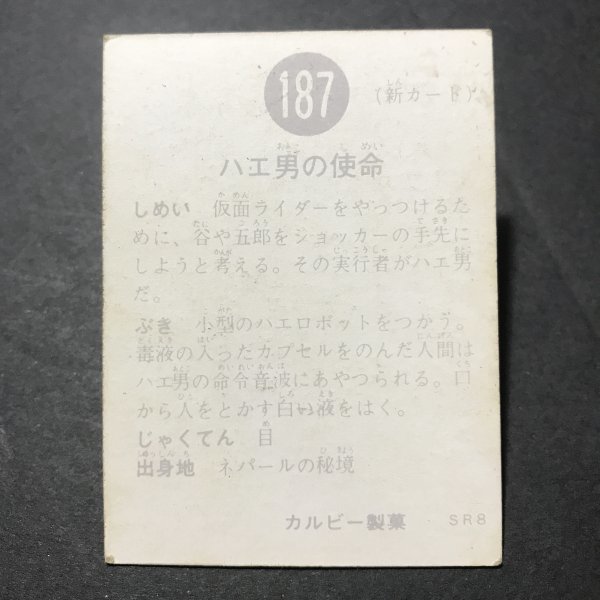 187
(新カード)
ハエ男の使命
しめい 仮面ライダーをやっつけるた
めに、谷や五郎をショッカーの手先に
しようと考える。その実行者がハエ男
だ。
ぶき 小型のハエロボットをつかう。
毒液の入ったカプセルをのんだ人間は
ハエ男の命令音波にあやつられる。口
から人をとかす白い液をはく。
じゃくてん 目
出身地 ネパールの秘境
カルビー製菓 SR8